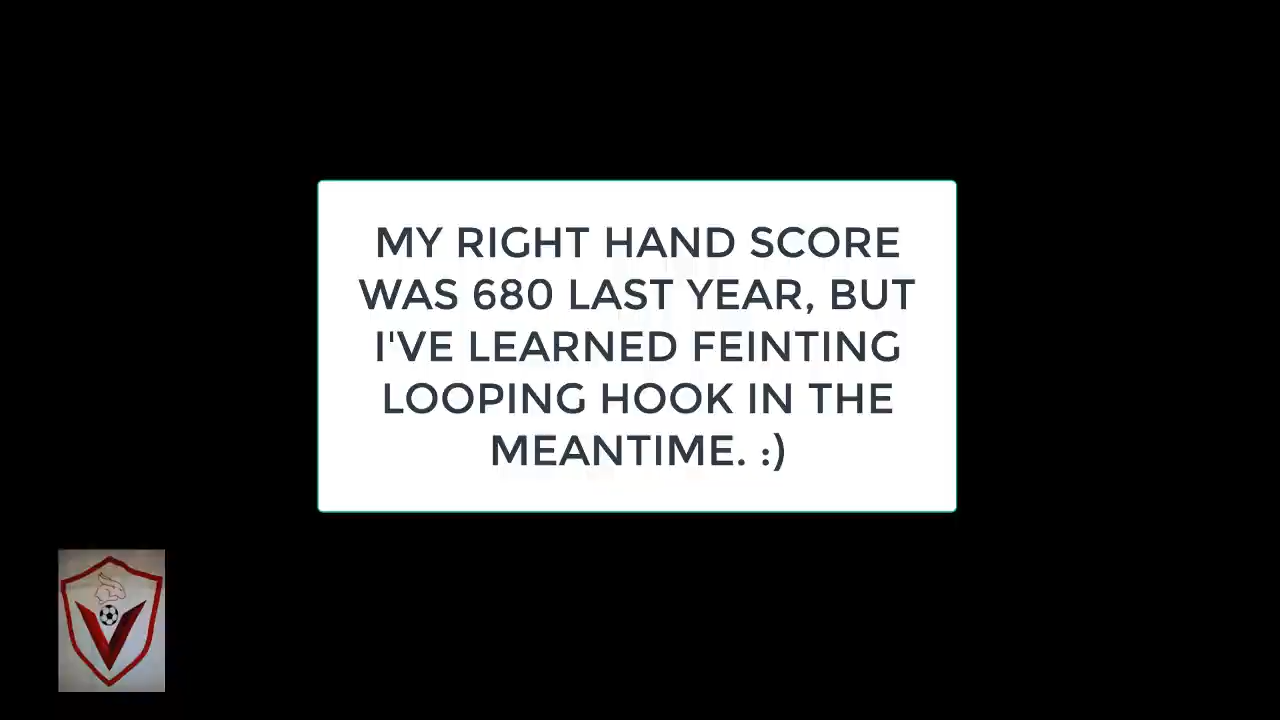 MY RIGHT HAND SCORE
WAS 680 LAST YEAR, BUT
I'VE LEARNED FEINTING
LOOPING HOOK IN THE
MEANTIME. :)
V